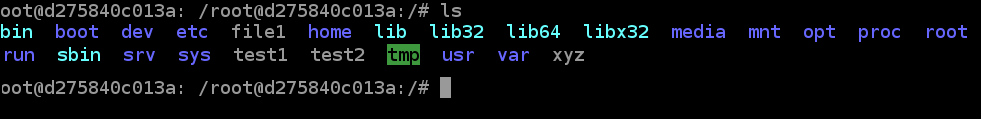 oot@d275840c013a: /root@d275840c013a:/# ls
bin boot dev etc file1 home lib lib32 lib64 libx32 media mnt opt proc root
run sbin srv sys test1 test2 tmp usr var xyz
oot@d275840c013a: /root@d275840c013a:/#